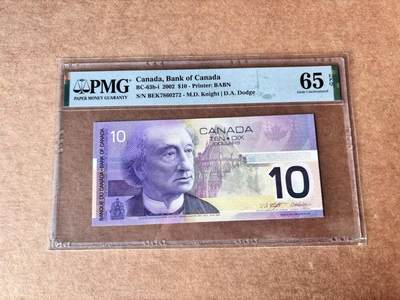 PMG
PAPER MONEY GUARANTY
Canada, Bank of Canada
BC-63b-i 2002 $10 - Printer: BABN
S/N BEK7860272 - M.D. Knight | D.A. Dodge
65 EPQ
Gem Uncirculated
10
CANADA
TEN • DIX
DOLLARS
10
BANQUE DU CANADA • BANK OF CANADA